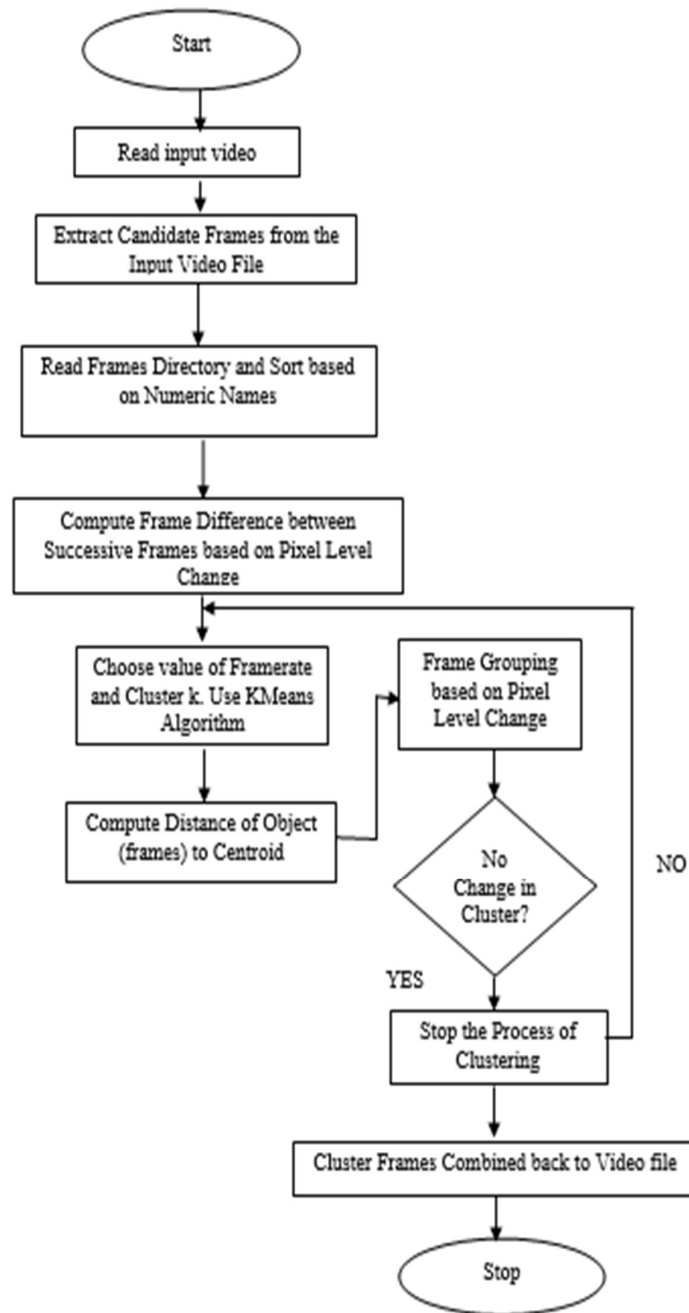 Start
Read input video
Extract Candidate Frames from the
Input Video File
Read Frames Directory and Sort based
on Numeric Names
Compute Frame Difference between
Successive Frames based on Pixel Level
Change
Choose value of Framerate
and Cluster k. Use KMeans
Algorithm
Compute Distance of Object
(frames) to Centroid
Frame Grouping
based on Pixel
Level Change
No
Change in
Cluster?
NO
YES
Stop the Process of
Clustering
Cluster Frames Combined back to Video file
Stop